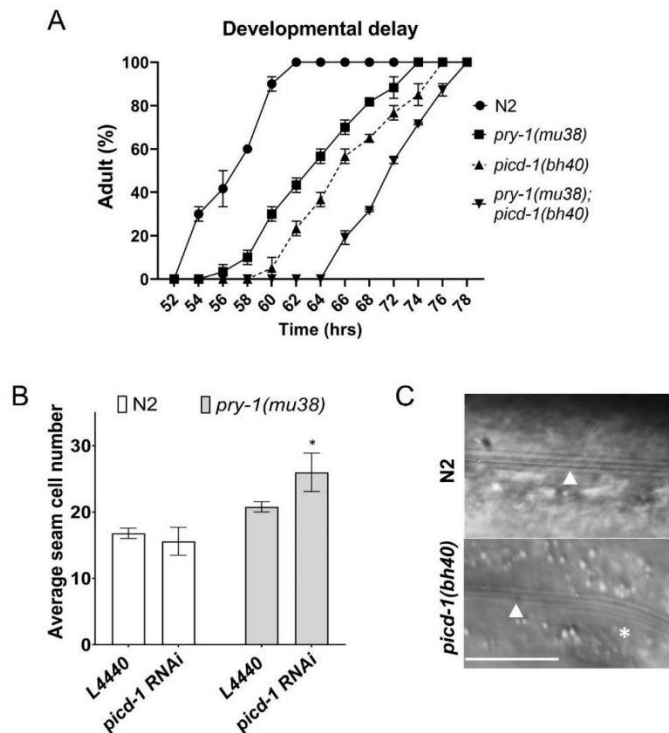 A
Developmental delay
Adult (%)
100
80
60
40
20
0
52
54
56
58
60
62
64
66
68
72
74
76
78
Time (hrs)
N2
pry-1(mu38)
picd-1(bh40)
pry-1(mu38);
picd-1(bh40)
B
N2
pry-1(mu38)
Average seam cell number
30
20
10
0
*
L4440
picd-1 RNAi
L4440
picd-1 RNAi
C
N2
picd-1(bh40)
*